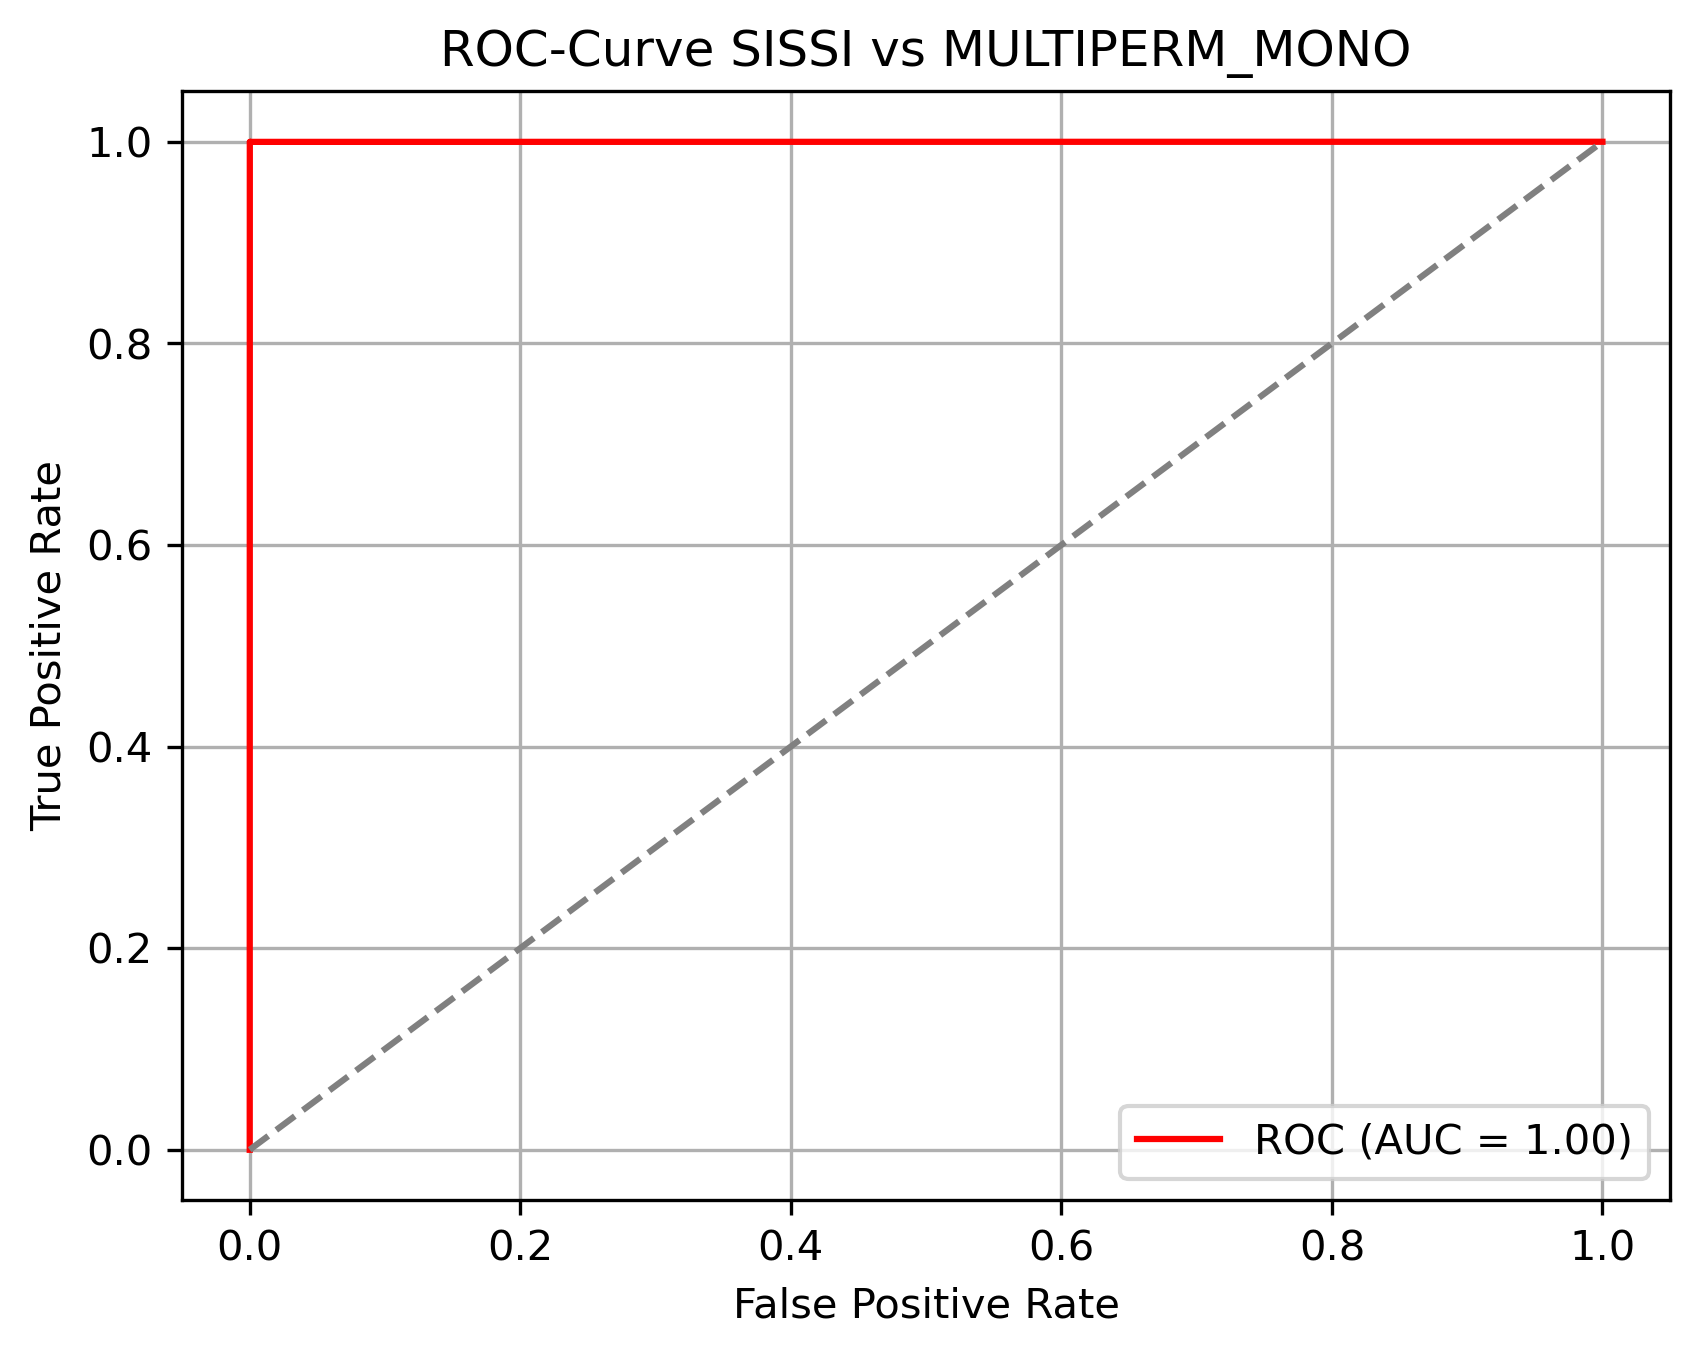 ROC-Curve SISSI vs MULTIPERM_MONO
1.0
0.8
0.6
0.4
0.2
0.0
True Positive Rate
ROC (AUC = 1.00)
0.0 0.2 0.4 0.6 0.8 1.0
False Positive Rate